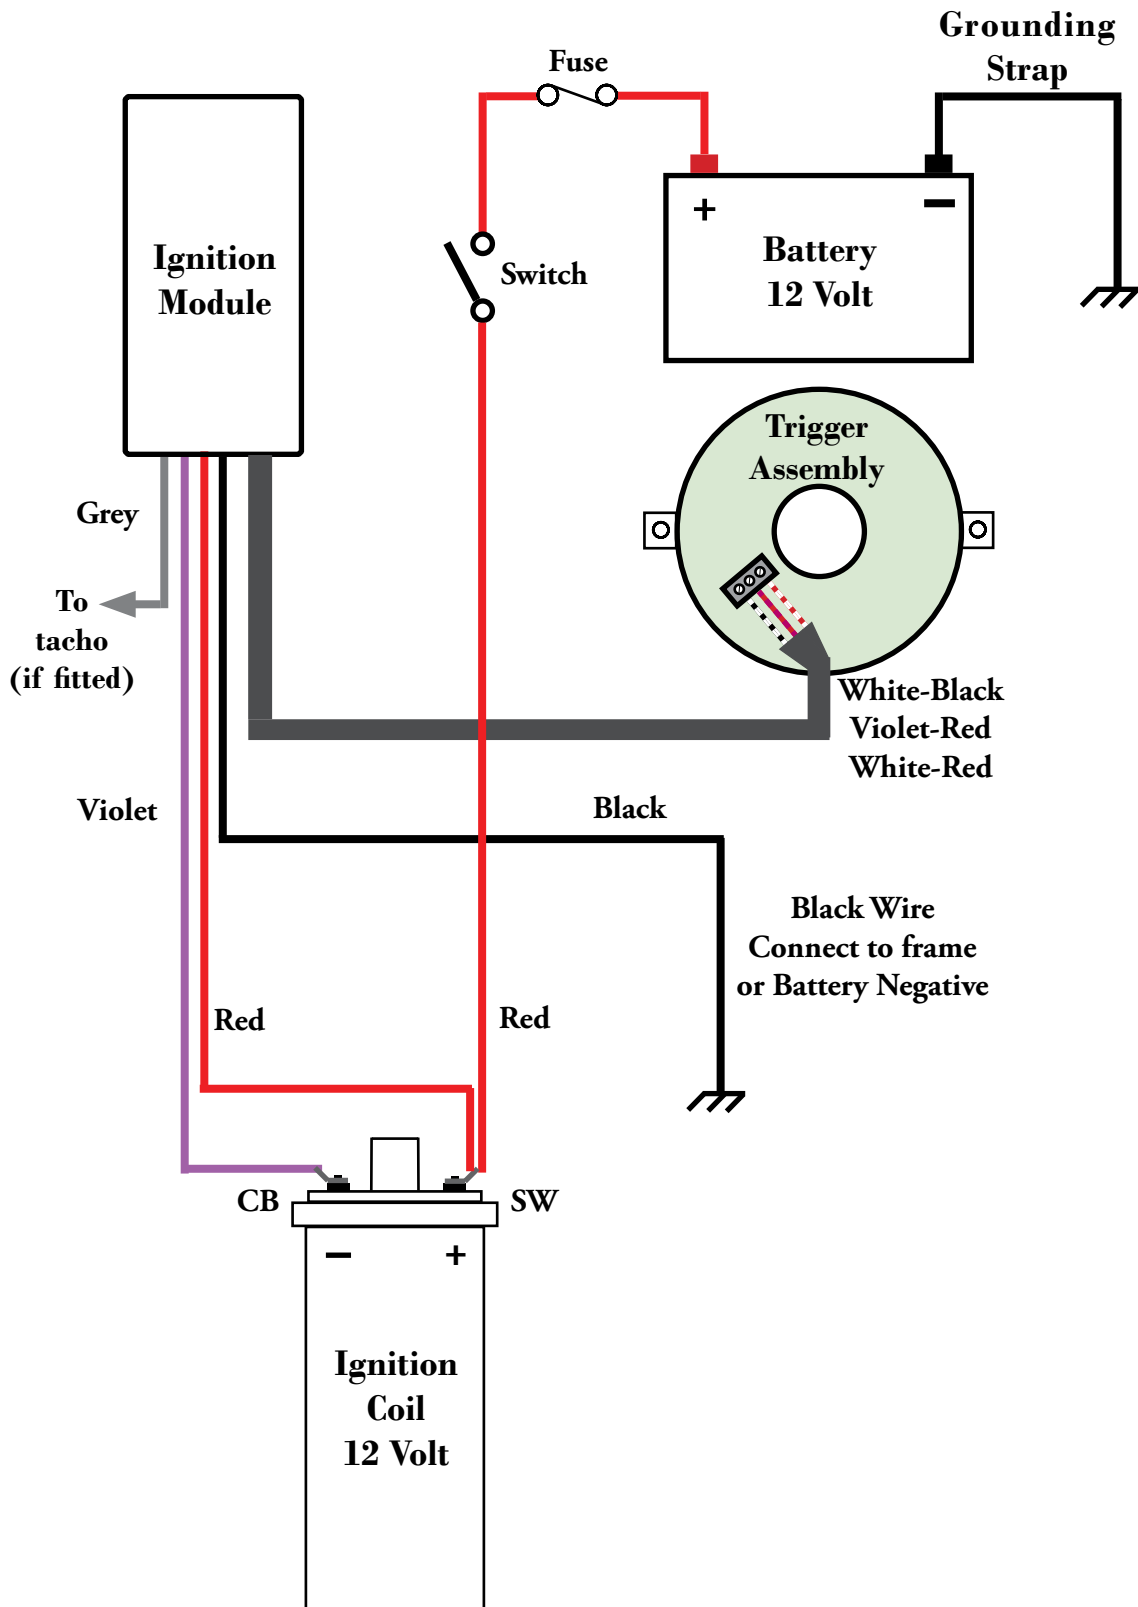 Grounding
Strap
Fuse
Ignition
Module
Switch
+
−
Battery
12 Volt
Trigger
Assembly
Grey
To
tacho
(if fitted)
White-Black
Violet-Red
White-Red
Violet
Black
Black Wire
Connect to frame
or Battery Negative
Red
Red
CB
SW
−
+
Ignition
Coil
12 Volt